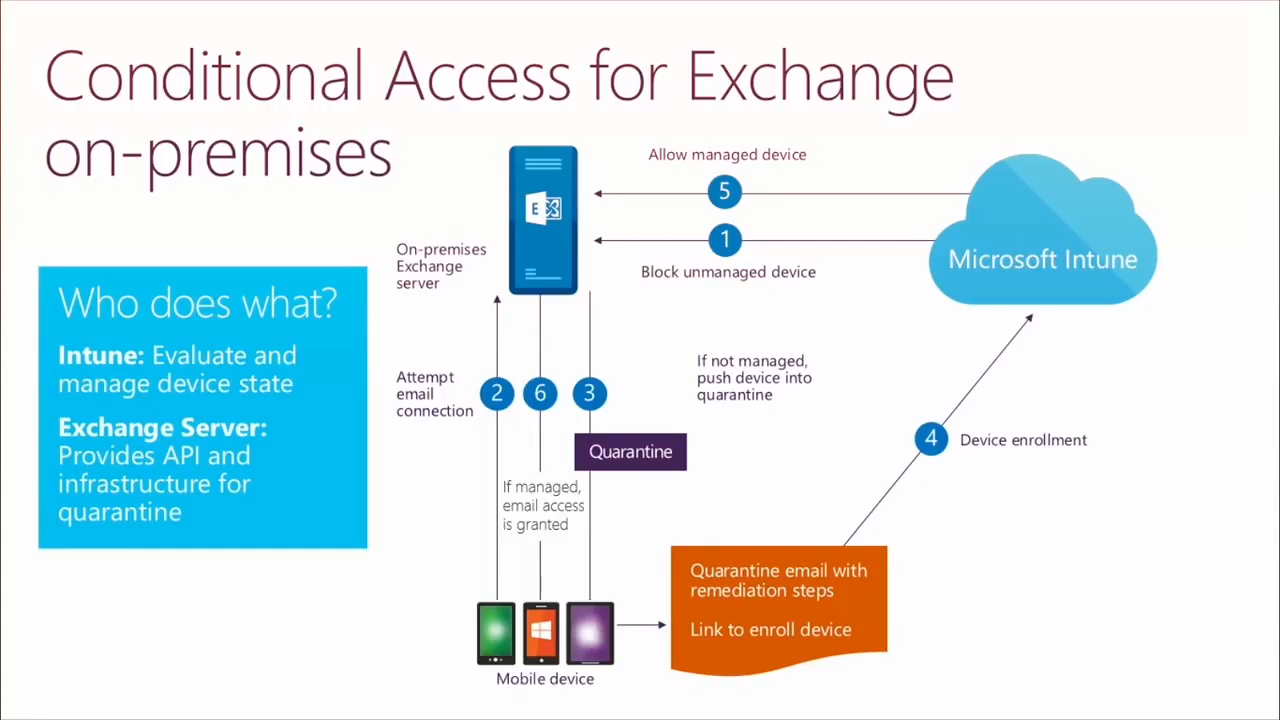 Conditional Access for Exchange
on-premises
Who does what?
Intune: Evaluate and
manage device state
Exchange Server:
Provides API and
infrastructure for
quarantine
On-premises
Exchange
server
E
Allow managed device
5
1
Block unmanaged device
Microsoft Intune
Attempt
email
connection
2
6
3
If not managed,
push device into
quarantine
Quarantine
4
Device enrollment
If managed,
email access
is granted
Quarantine email with
remediation steps
Link to enroll device
Mobile device